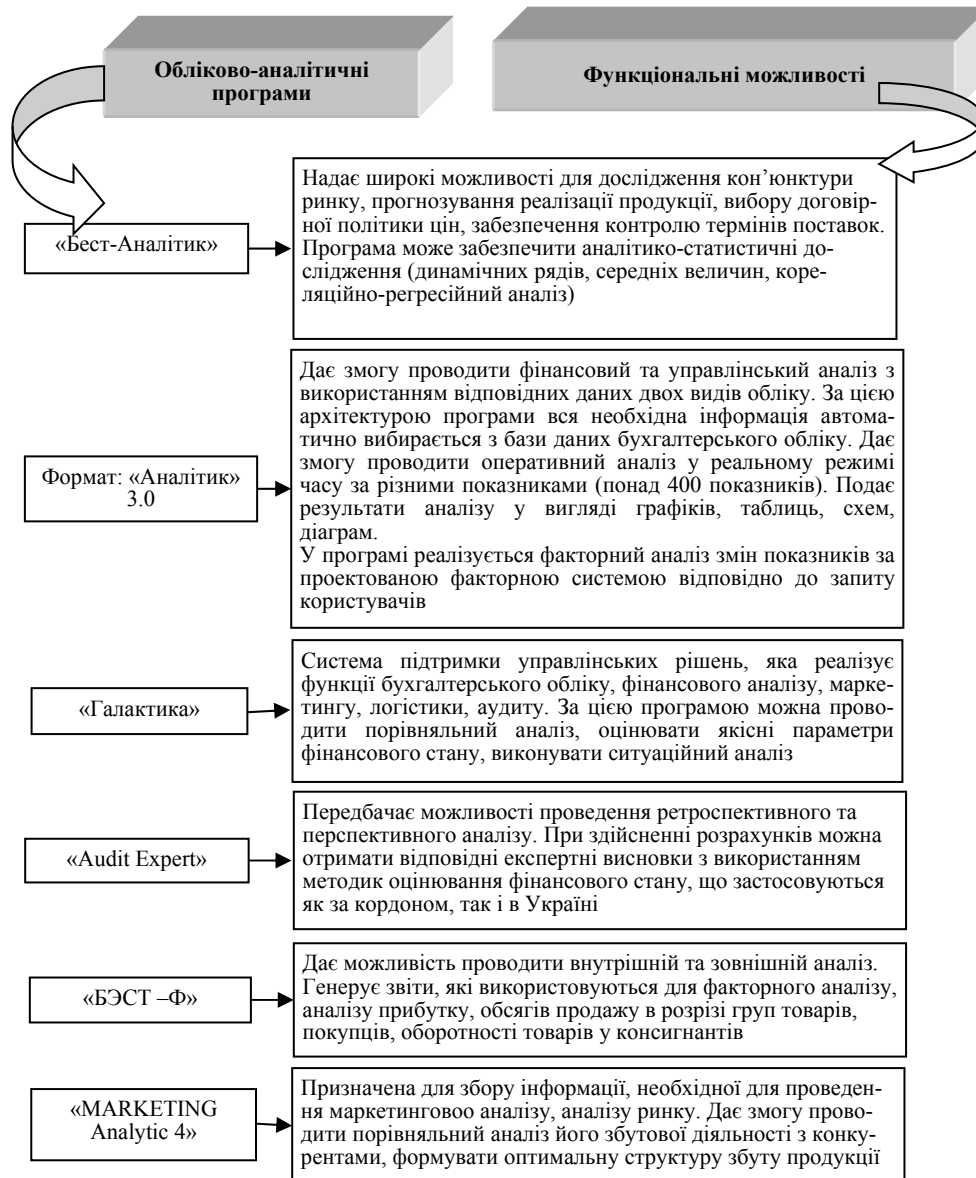 Обліково-аналітичні
програми
Функціональні можливості
«Бест-Аналітик»
Надає широкі можливості для дослідження кон’юнктури
ринку, прогнозування реалізації продукції, вибору договір-
ної політики цін, забезпечення контролю термінів поставок.
Програма може забезпечити аналітико-статистичні до-
слідження (динамічних рядів, середніх величин, коре-
ляційно-регресійний аналіз)
Формат: «Аналітик»
3.0
Дає змогу проводити фінансовий та управлінський аналіз з
використанням відповідних даних двох видів обліку. За цією
архітектурою програми вся необхідна інформація автома-
тично вибирається з бази даних бухгалтерського обліку. Дає
змогу проводити оперативний аналіз у реальному режимі
часу за різними показниками (понад 400 показників). Подає
результати аналізу у вигляді графіків, таблиць, схем,
діаграм.
У програмі реалізується факторний аналіз змін показників за
проектованою факторною системою відповідно до запиту
користувачів
«Галактика»
Система підтримки управлінських рішень, яка реалізує
функції бухгалтерського обліку, фінансового аналізу, марке-
тингу, логістики, аудиту. За цією програмою можна прово-
дити порівняльний аналіз, оцінювати якісні параметри
фінансового стану, виконувати ситуаційний аналіз
«Audit Expert»
Передбачає можливості проведення ретроспективного та
перспективного аналізу. При здійсненні розрахунків можна
отримати відповідні експертні висновки з використанням
методик оцінювання фінансового стану, що застосовуються
як за кордоном, так і в Україні
«БЭСТ –Ф»
Дає можливість проводити внутрішній та зовнішній аналіз.
Генерує звіти, які використовуються для факторного аналізу,
аналізу прибутку, обсягів продажу в розрізі груп товарів,
покупців, оборотності товарів у консигнантів
«MARKETING
Analytic 4»
Призначена для збору інформації, необхідної для проведен-
ня маркетинговоо аналізу, аналізу ринку. Дає змогу прово-
дити порівняльний аналіз його збутової діяльності з конку-
рентами, формувати оптимальну структуру збуту продукції